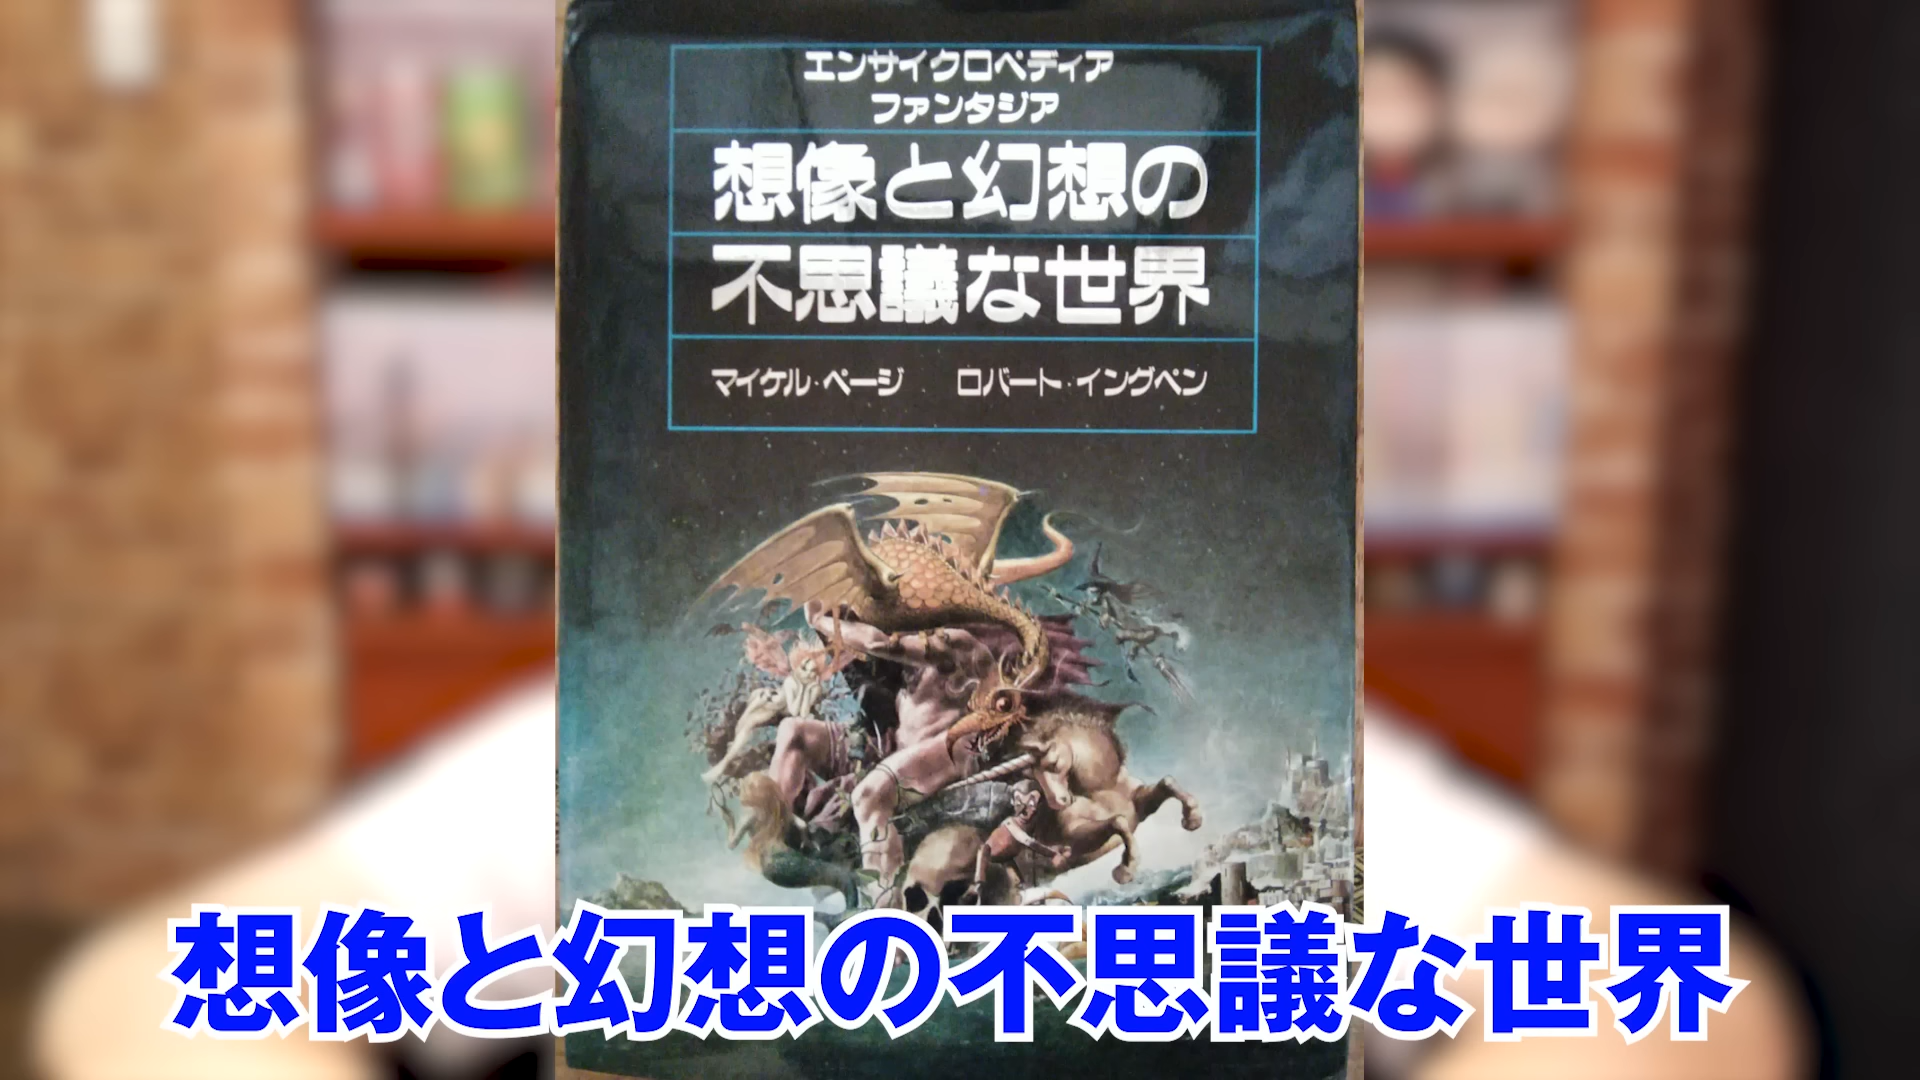 エンサイクロペディア
ファンタジア
想像と幻想の
不思議な世界
マイケル・ページ ロバート・イングペン
想像と幻想の不思議な世界